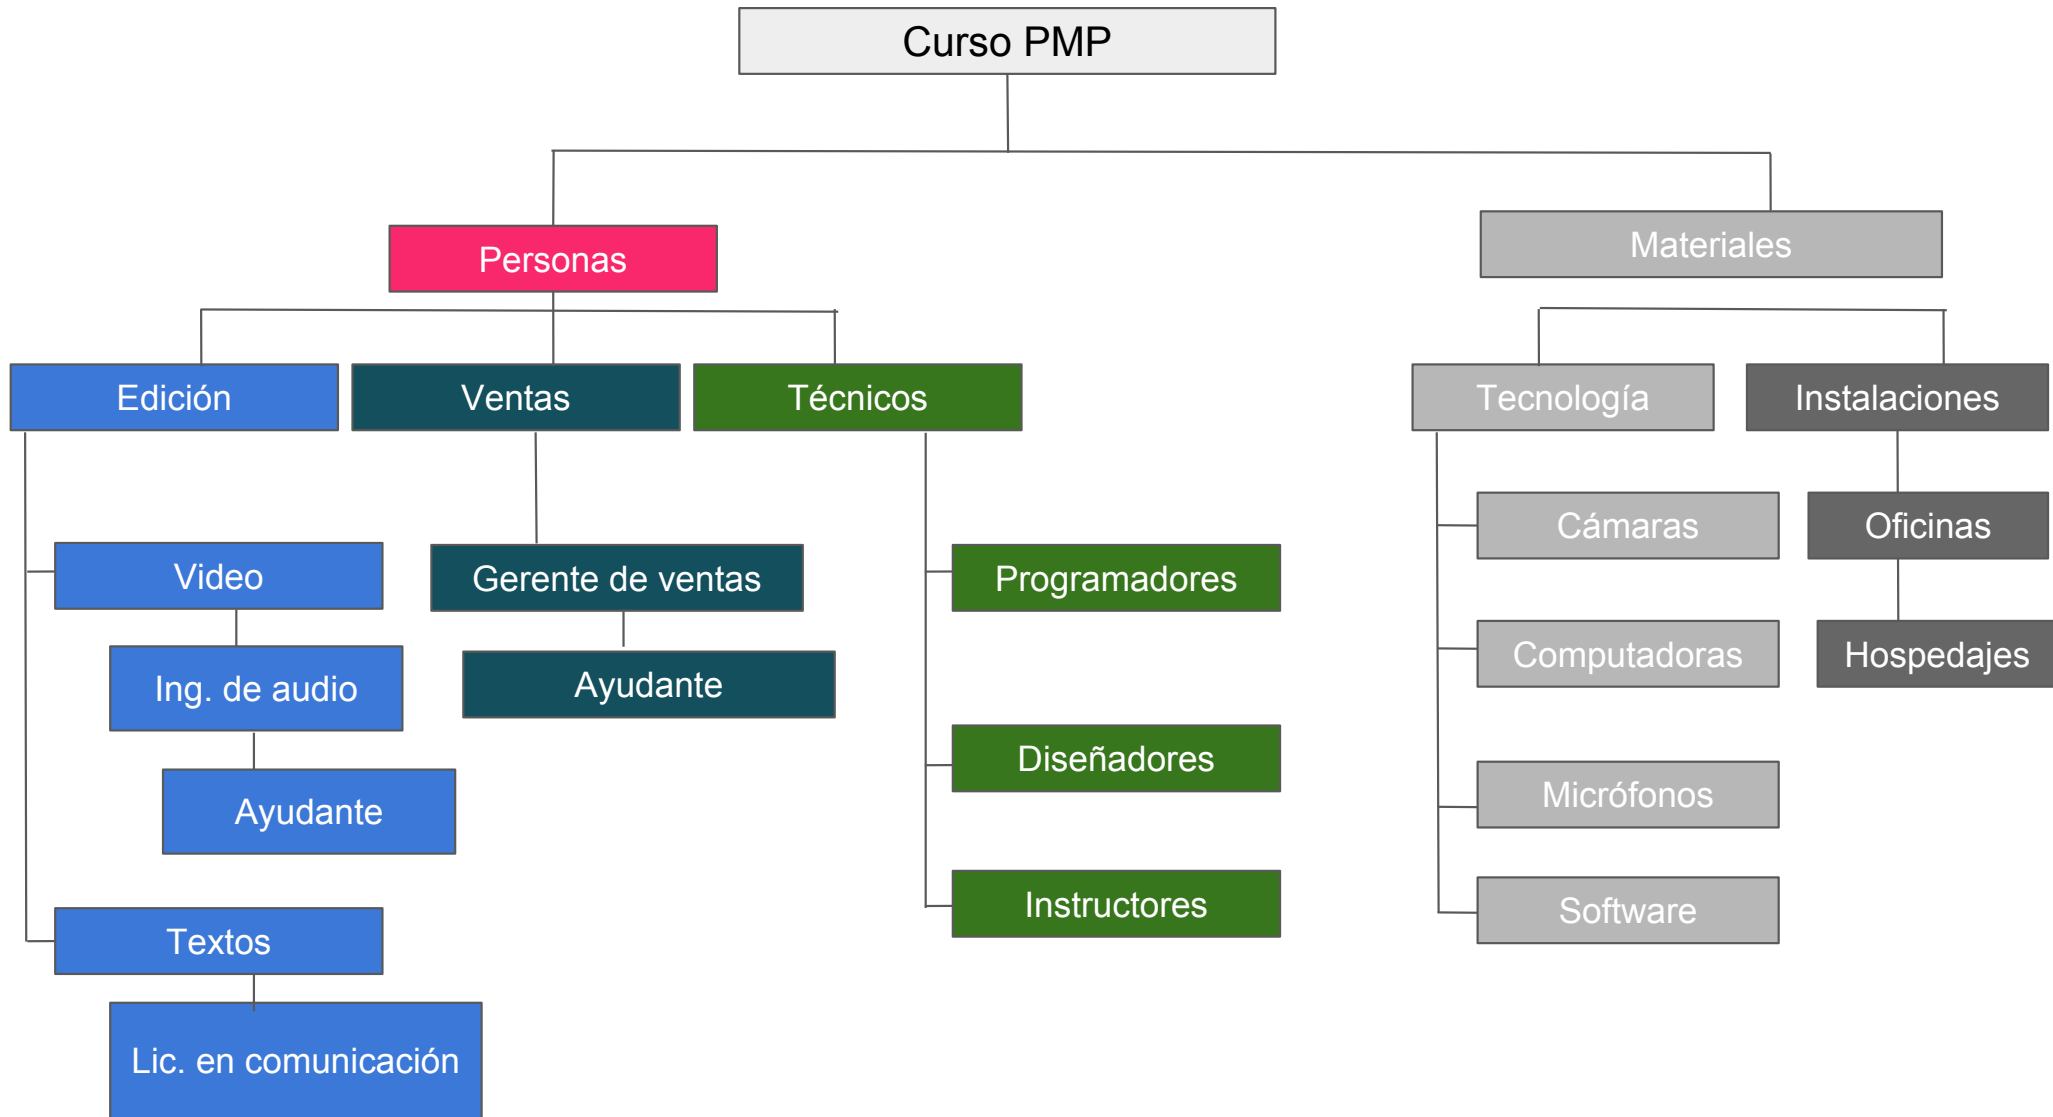 Curso PMP
Personas
Materiales
Edición
Ventas
Técnicos
Tecnología
Instalaciones
Cámaras
Oficinas
Video
Gerente de ventas
Programadores
Computadoras
Hospedajes
Ing. de audio
Ayudante
Diseñadores
Micrófonos
Ayudante
Instructores
Software
Textos
Lic. en comunicación